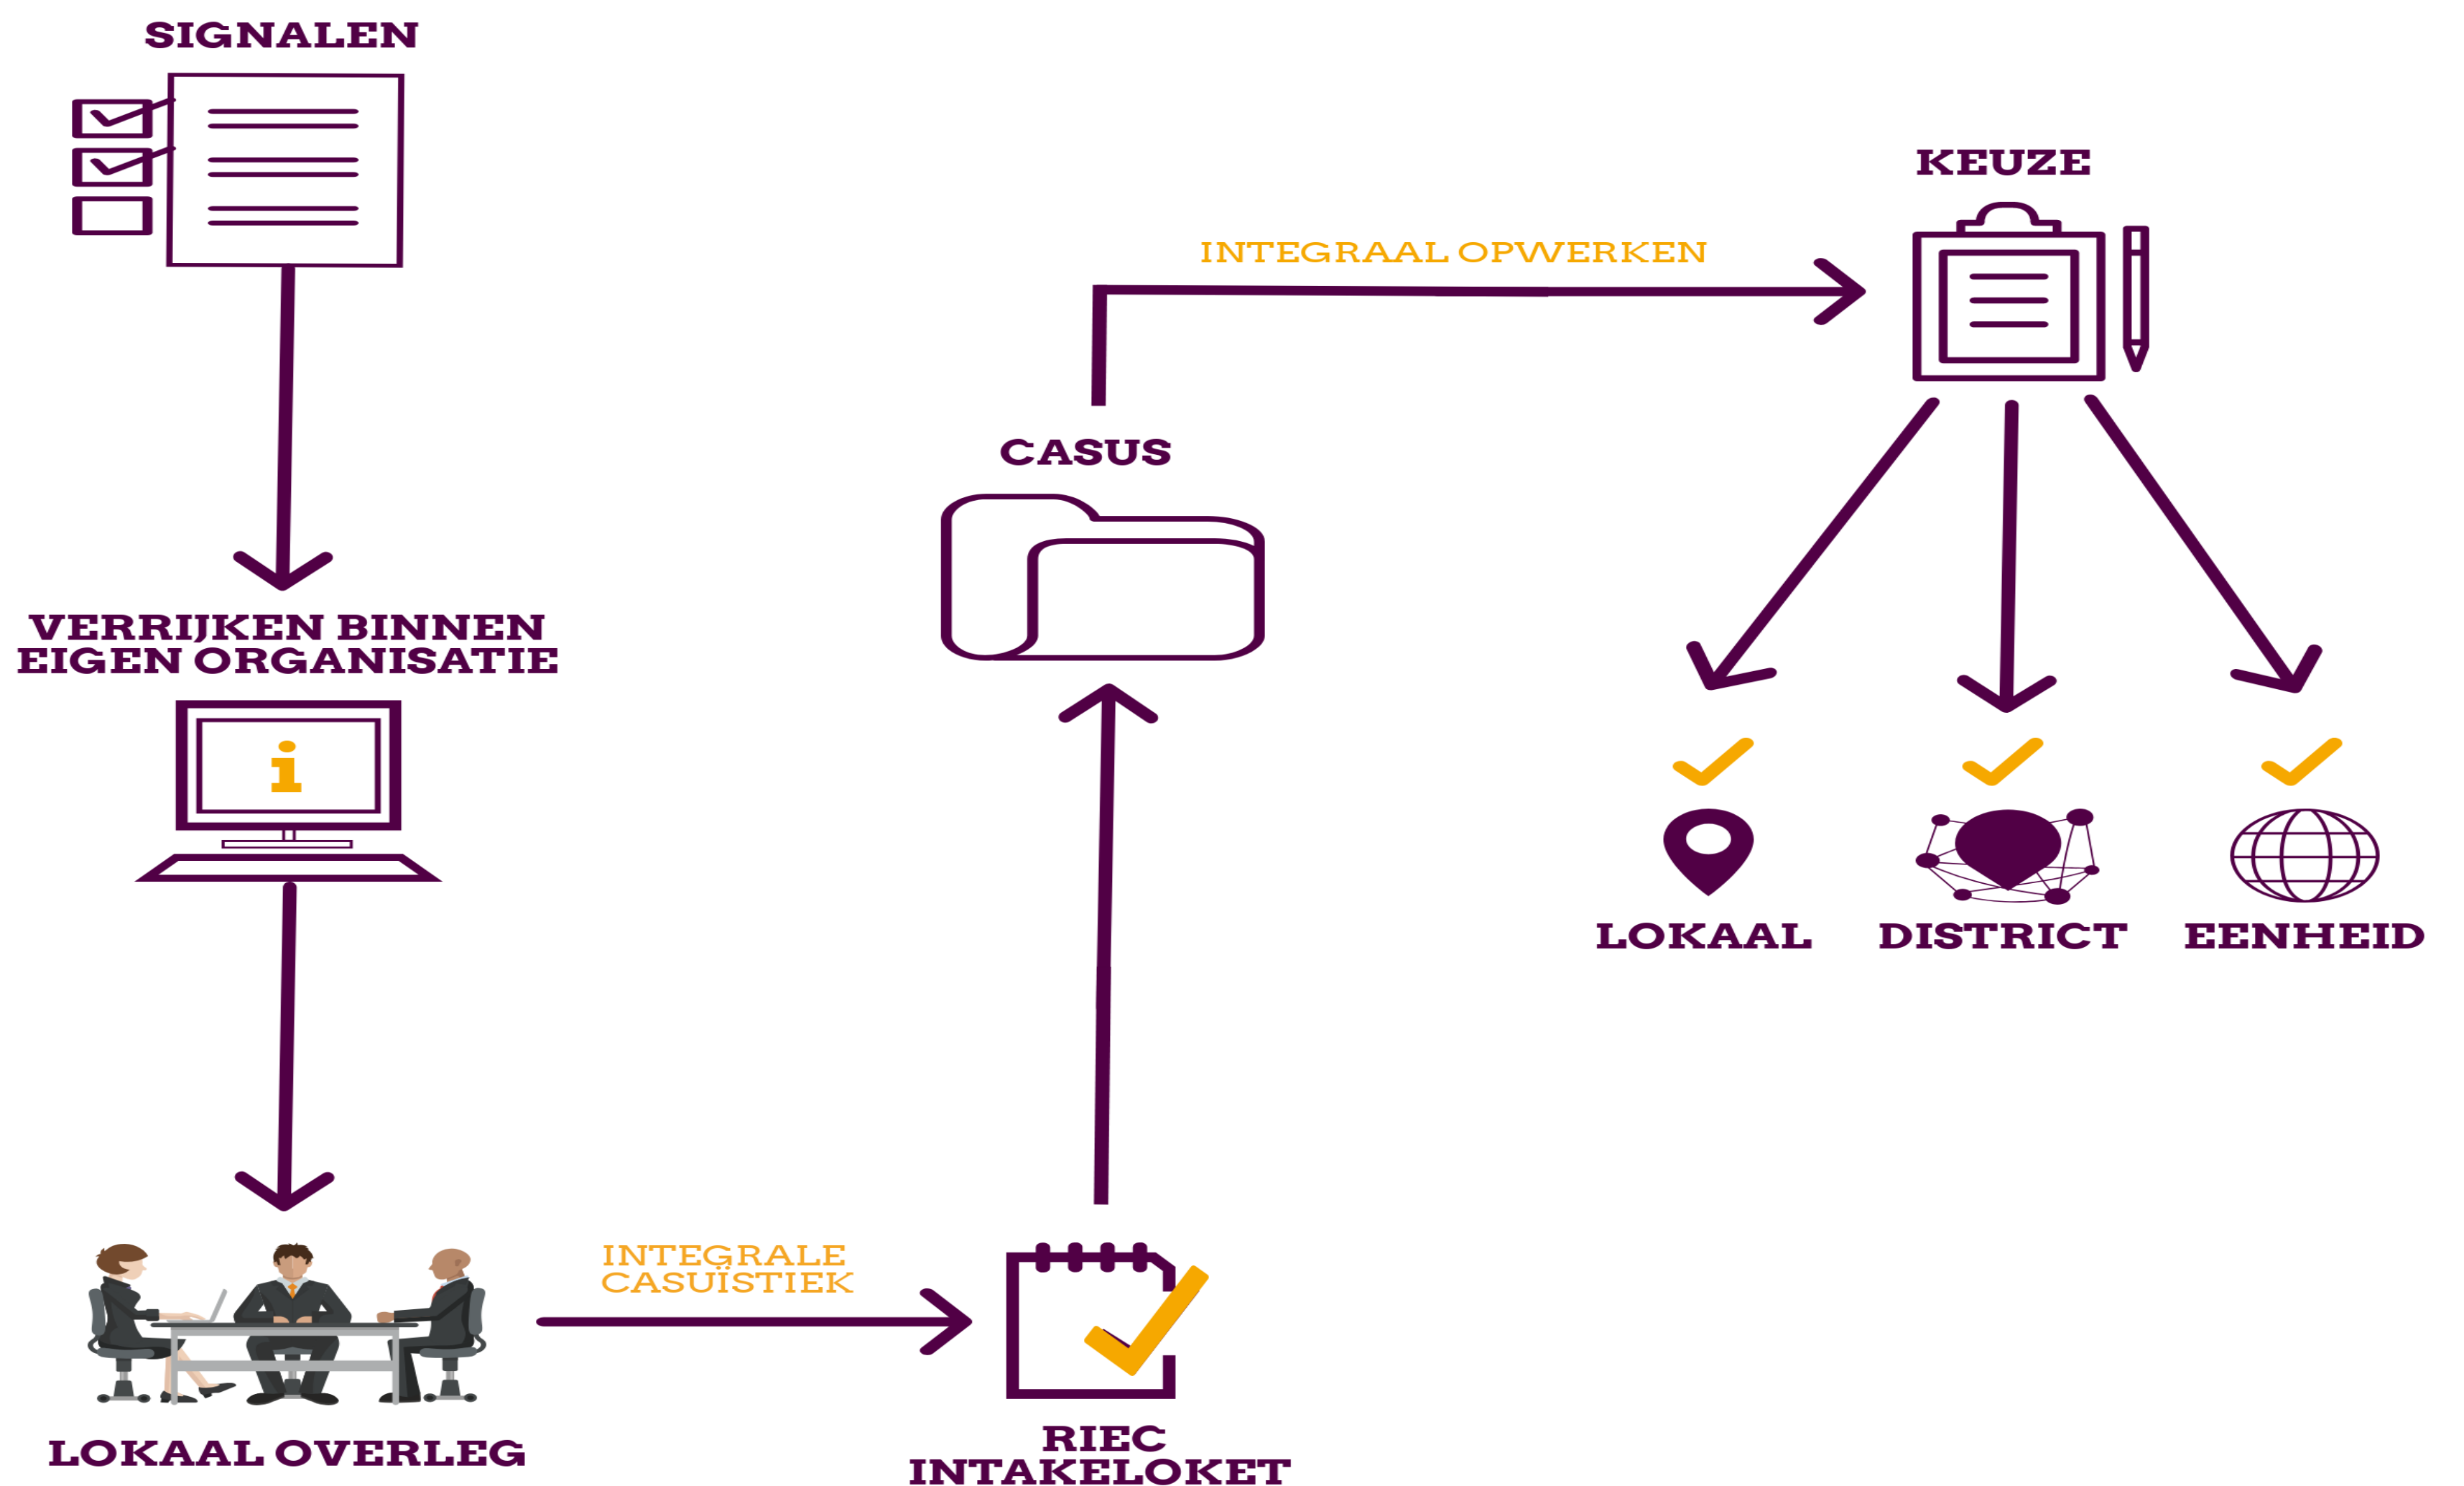 SIGNALEN
VERRIJKEN BINNEN
EIGEN ORGANISATIE
i
LOKAAL OVERLEG
INTEGRALE
CASUÏSTIEK
RIEC
INTAKELOKET
CASUS
INTEGRAAL OPWERKEN
KEUZE
LOKAAL
DISTRICT
EENHEID